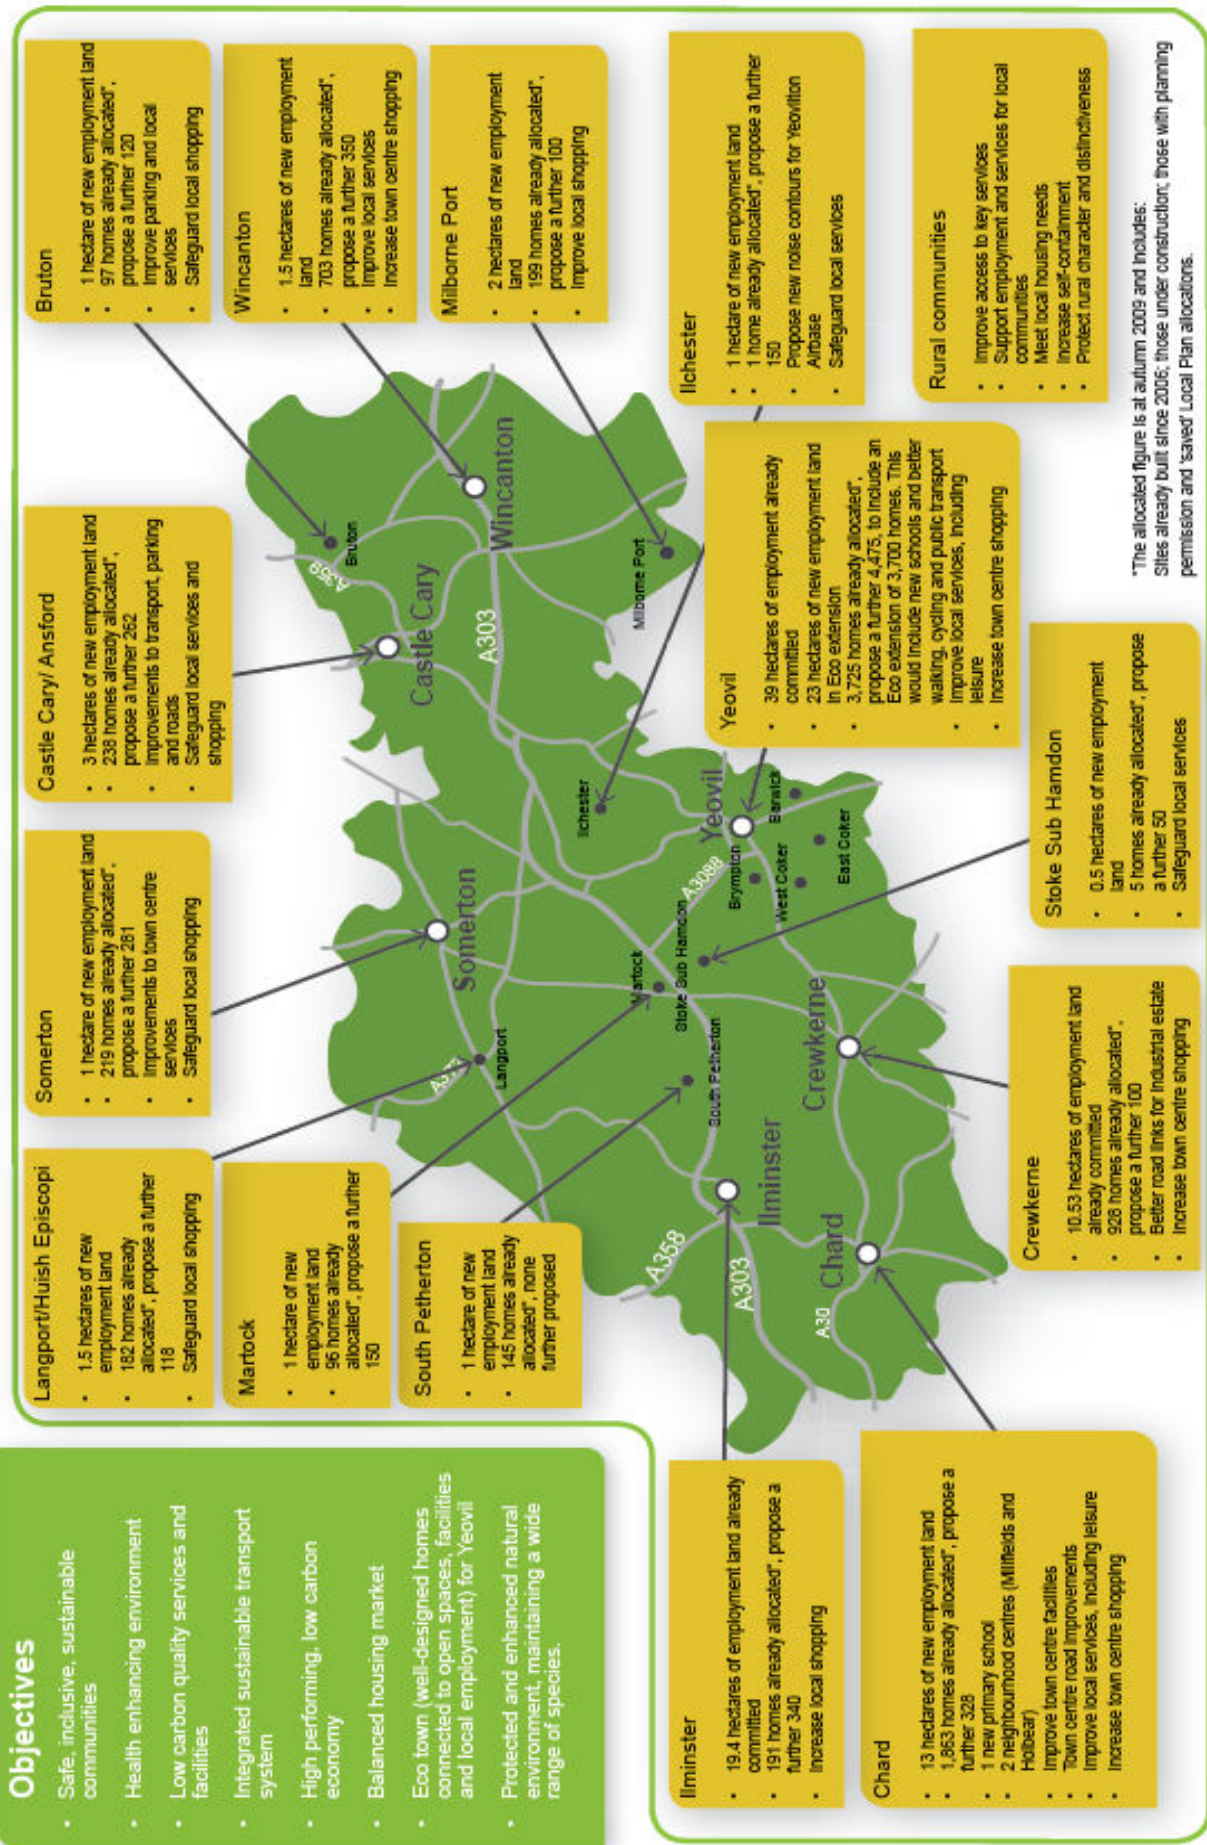 Objectives
• Safe, inclusive, sustainable
communities
• Health enhancing environment
• Low carbon quality services and
facilities
• Integrated sustainable transport
system
• High performing, low carbon
economy
• Balanced housing market
• Eco town (well-designed homes
connected to open spaces, facilities
and local employment) for Yeovil
• Protected and enhanced natural
environment, maintaining a wide
range of species.
Langport/Huish Episcopi
• 1.5 hectares of new
employment land
• 182 homes already
allocated*, propose a further
118
• Safeguard local shopping
Somerton
• 1 hectare of new employment land
• 219 homes already allocated*,
propose a further 281
• Improvements to town centre
services
• Safeguard local shopping
Castle Cary/ Ansford
• 3 hectares of new employment land
• 238 homes already allocated*,
propose a further 262
• Improvements to transport, parking
and roads
• Safeguard local services and
shopping
Bruton
• 1 hectare of new employment land
• 97 homes already allocated*,
propose a further 120
• Improve parking and local
services
• Safeguard local shopping
Martock
• 1 hectare of new
employment land
• 96 homes already
allocated*, propose a further
150
Wincanton
• 1.5 hectares of new employment
land
• 703 homes already allocated*,
propose a further 350
• Improve local services
• Increase town centre shopping
South Petherton
• 1 hectare of new
employment land
• 145 homes already
allocated*, none
further proposed
Milborne Port
• 2 hectares of new employment
land
• 199 homes already allocated*,
propose a further 100
• Improve local shopping
Ilminster
• 19.4 hectares of employment land already
committed
• 191 homes already allocated*, propose a
further 340
• Increase local shopping
Ilchester
• 1 hectare of new employment land
• 1 home already allocated*, propose a further
150
• Propose new noise contours for Yeovilton
Airbase
• Safeguard local services
Yeovil
• 39 hectares of employment already
committed
• 23 hectares of new employment land
in Eco extension
• 3,725 homes already allocated*,
propose a further 4,475, to include an
Eco extension of 3,700 homes. This
would include new schools and better
walking, cycling and public transport
• Improve local services, including
leisure
• Increase town centre shopping
Chard
• 13 hectares of new employment land
• 1,863 homes already allocated*, propose a
further 328
• 1 new primary school
• 2 neighbourhood centres (Millfields and
Holbear)
• Improve town centre facilities
• Town centre road improvements
• Improve local services, including leisure
• Increase town centre shopping
Crewkerne
• 10.53 hectares of employment land
already committed
• 928 homes already allocated*,
propose a further 100
• Better road links for industrial estate
• Increase town centre shopping
Stoke Sub Hamdon
• 0.5 hectares of new employment
land
• 5 homes already allocated*, propose
a further 50
• Safeguard local services
Rural communities
• Improve access to key services
• Support employment and services for local
communities
• Meet local housing needs
• Increase self-containment
• Protect rural character and distinctiveness
Bruton
A359
Castle Cary
Wincanton
A303
Somerton
Langport
Milborne Port
Ilchester
Martock
Stoke Sub Hamdon
A3088
Yeovil
Brympton
Barwick
West Coker
East Coker
South Petherton
Ilminster
A358
A303
Crewkerne
Chard
A30
*The allocated figure is at autumn 2009 and includes:
Sites already built since 2006; those under construction; those with planning
permission and 'saved' Local Plan allocations.